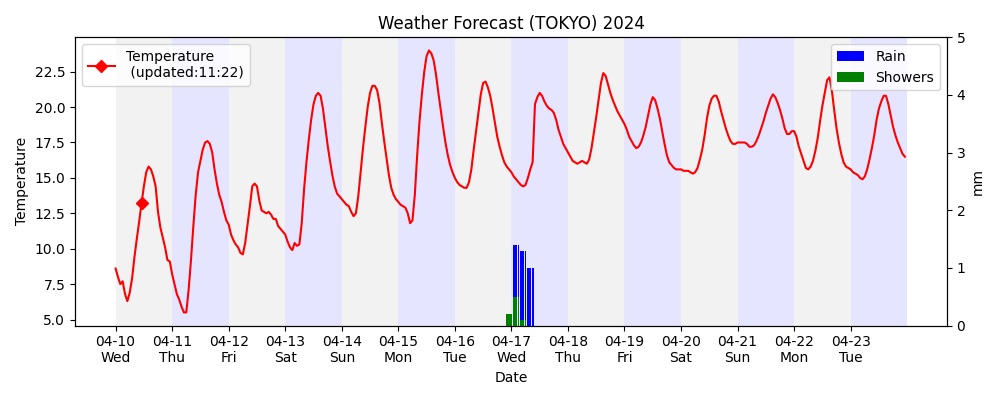 Weather Forecast (TOKYO) 2024
Temperature
(updated:11:22)
Rain
Showers
Temperature
22.5
20.0
17.5
15.0
12.5
10.0
7.5
5.0
5
4
3
2
1
0
mm
04-10 04-11 04-12 04-13 04-14 04-15 04-16 04-17 04-18 04-19 04-20 04-21 04-22 04-23
Wed Thu Fri Sat Sun Mon Tue Wed Thu Fri Sat Sun Mon Tue
Date